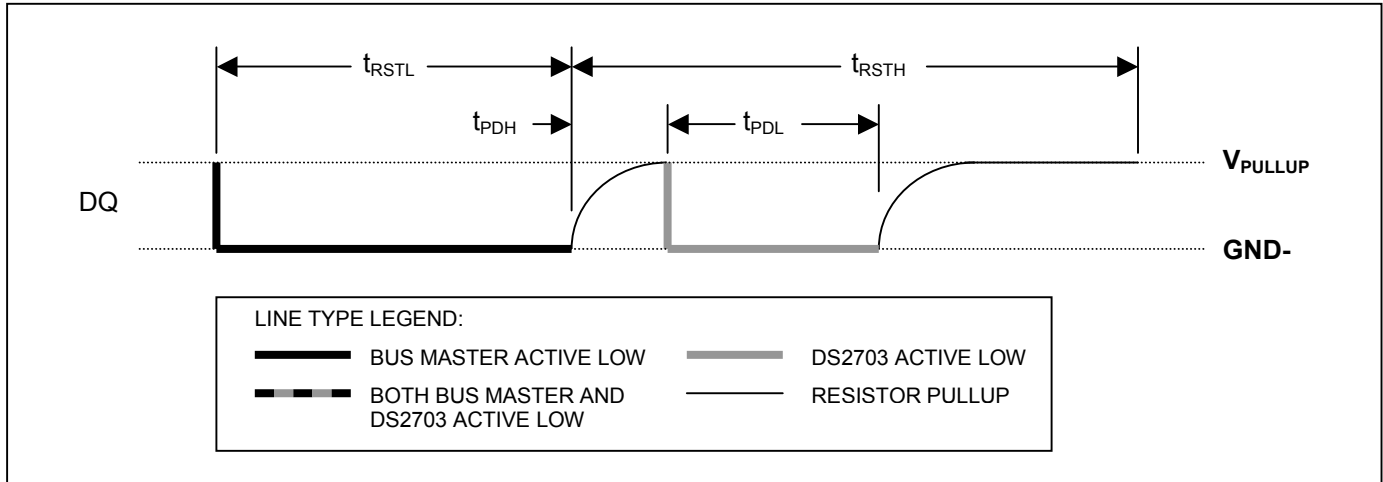 tRSTL
tRSTH
tPDH
tPDL
VPULLUP
DQ
GND-
LINE TYPE LEGEND:
BUS MASTER ACTIVE LOW
DS2703 ACTIVE LOW
BOTH BUS MASTER AND
DS2703 ACTIVE LOW
RESISTOR PULLUP